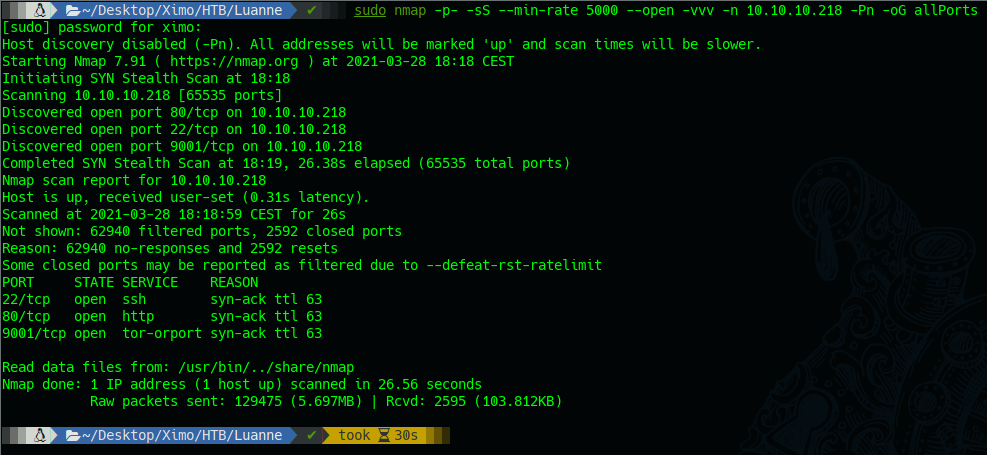 ~/Desktop/Ximo/HTB/Luanne ✔ sudo nmap -p- -sS --min-rate 5000 --open -vvv -n 10.10.10.218 -Pn -oG allPorts
[sudo] password for ximo:
Host discovery disabled (-Pn). All addresses will be marked 'up' and scan times will be slower.
Starting Nmap 7.91 ( https://nmap.org ) at 2021-03-28 18:18 CEST
Initiating SYN Stealth Scan at 18:18
Scanning 10.10.10.218 [65535 ports]
Discovered open port 80/tcp on 10.10.10.218
Discovered open port 22/tcp on 10.10.10.218
Discovered open port 9001/tcp on 10.10.10.218
Completed SYN Stealth Scan at 18:19, 26.38s elapsed (65535 total ports)
Nmap scan report for 10.10.10.218
Host is up, received user-set (0.31s latency).
Scanned at 2021-03-28 18:18:59 CEST for 26s
Not shown: 62940 filtered ports, 2592 closed ports
Reason: 62940 no-responses and 2592 resets
Some closed ports may be reported as filtered due to --defeat-rst-ratelimit
PORT     STATE SERVICE    REASON
22/tcp   open  ssh        syn-ack ttl 63
80/tcp   open  http       syn-ack ttl 63
9001/tcp open  tor-orport syn-ack ttl 63
Read data files from: /usr/bin/../share/nmap
Nmap done: 1 IP address (1 host up) scanned in 26.56 seconds
Raw packets sent: 129475 (5.697MB) | Rcvd: 2595 (103.812KB)
~/Desktop/Ximo/HTB/Luanne ✔ took 30s